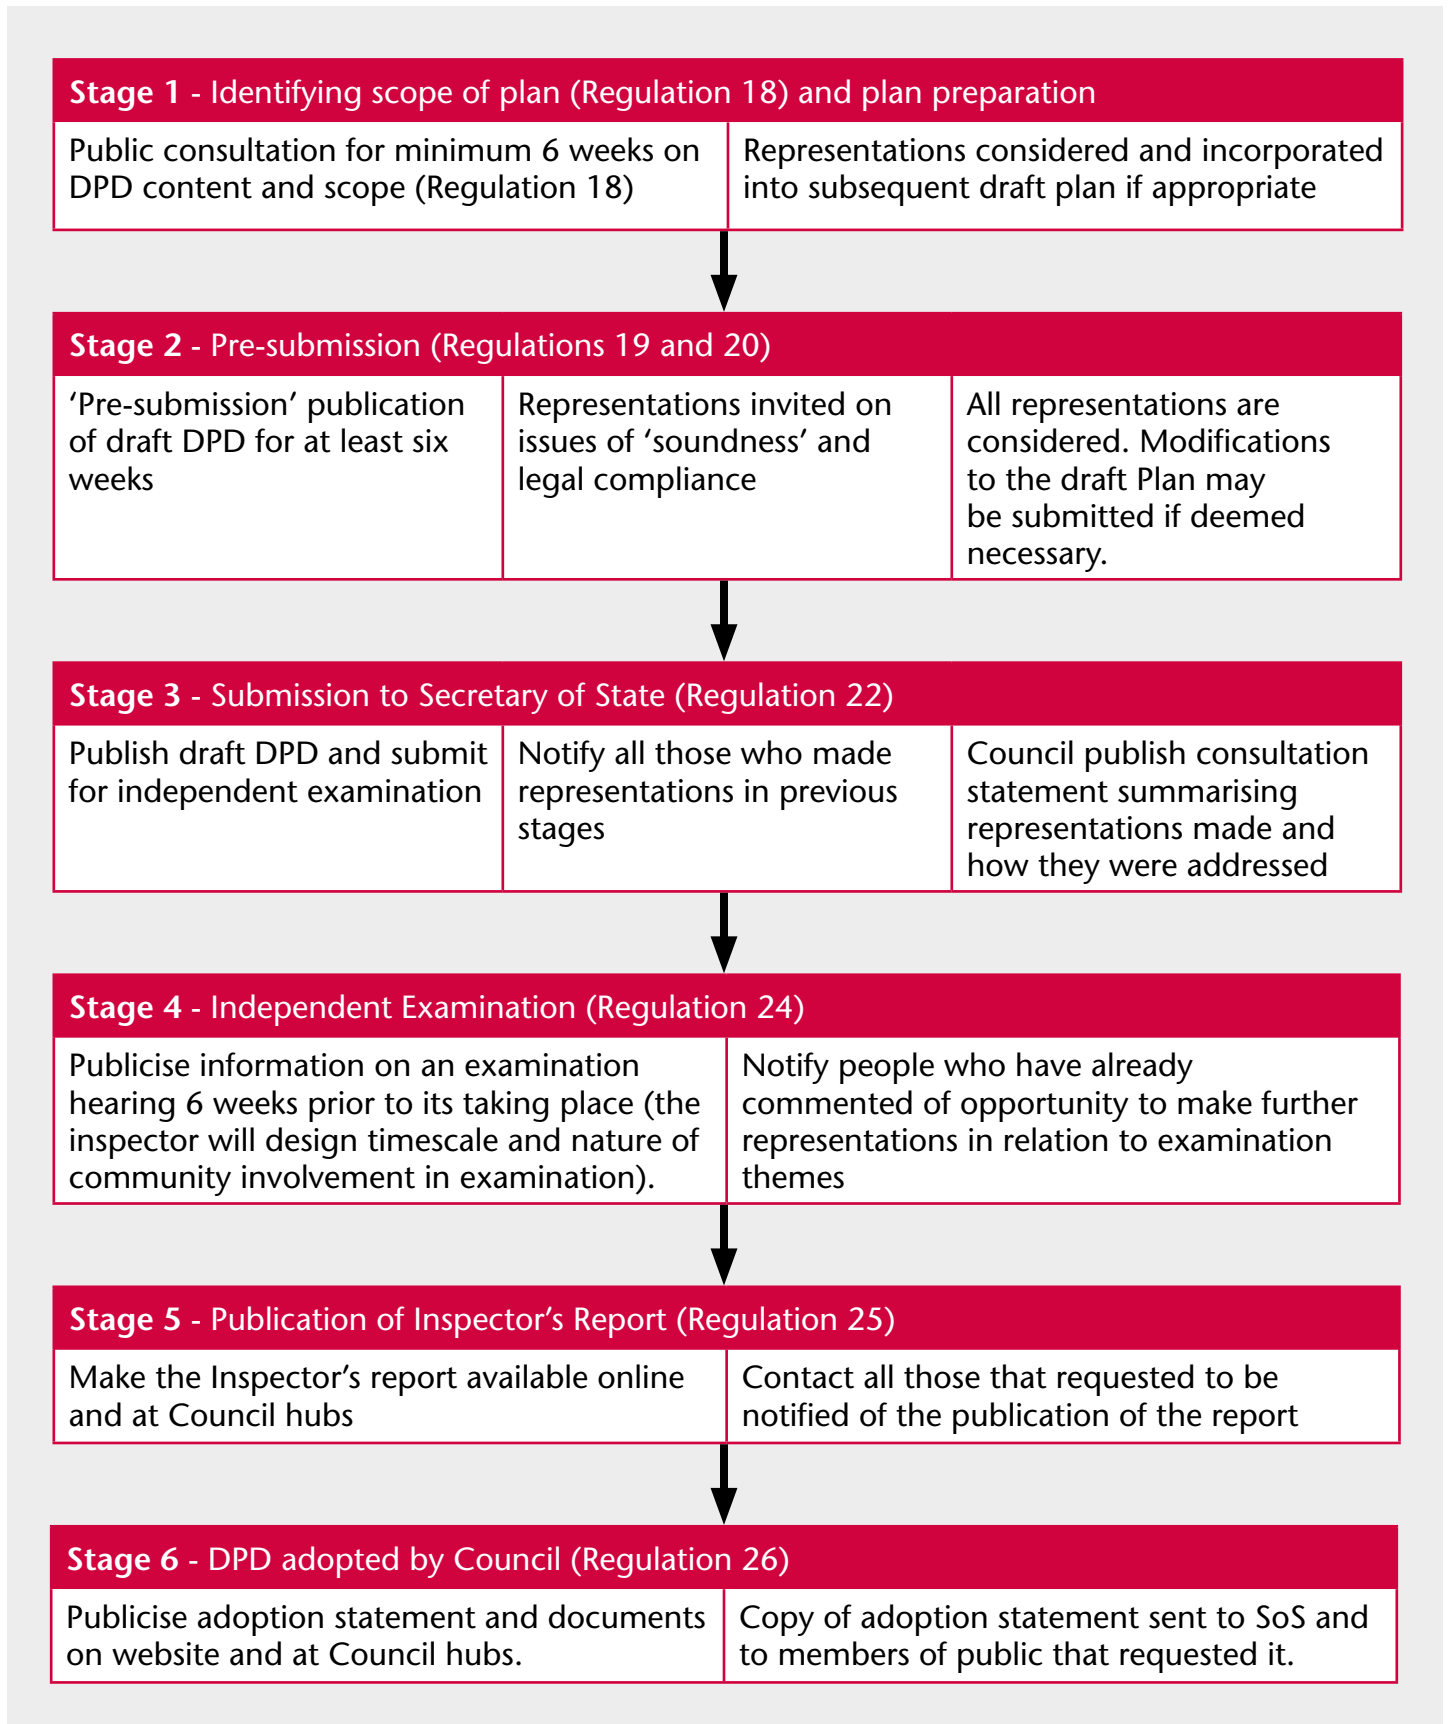 Stage 1 - Identifying scope of plan (Regulation 18) and plan preparation
Public consultation for minimum 6 weeks on
DPD content and scope (Regulation 18)
Representations considered and incorporated
into subsequent draft plan if appropriate
Stage 2 - Pre-submission (Regulations 19 and 20)
‘Pre-submission’ publication
of draft DPD for at least six
weeks
Representations invited on
issues of ‘soundness’ and
legal compliance
All representations are
considered. Modifications
to the draft Plan may
be submitted if deemed
necessary.
Stage 3 - Submission to Secretary of State (Regulation 22)
Publish draft DPD and submit
for independent examination
Notify all those who made
representations in previous
stages
Council publish consultation
statement summarising
representations made and
how they were addressed
Stage 4 - Independent Examination (Regulation 24)
Publicise information on an examination
hearing 6 weeks prior to its taking place (the
inspector will design timescale and nature of
community involvement in examination).
Notify people who have already
commented of opportunity to make further
representations in relation to examination
themes
Stage 5 - Publication of Inspector’s Report (Regulation 25)
Make the Inspector’s report available online
and at Council hubs
Contact all those that requested to be
notified of the publication of the report
Stage 6 - DPD adopted by Council (Regulation 26)
Publicise adoption statement and documents
on website and at Council hubs.
Copy of adoption statement sent to SoS and
to members of public that requested it.